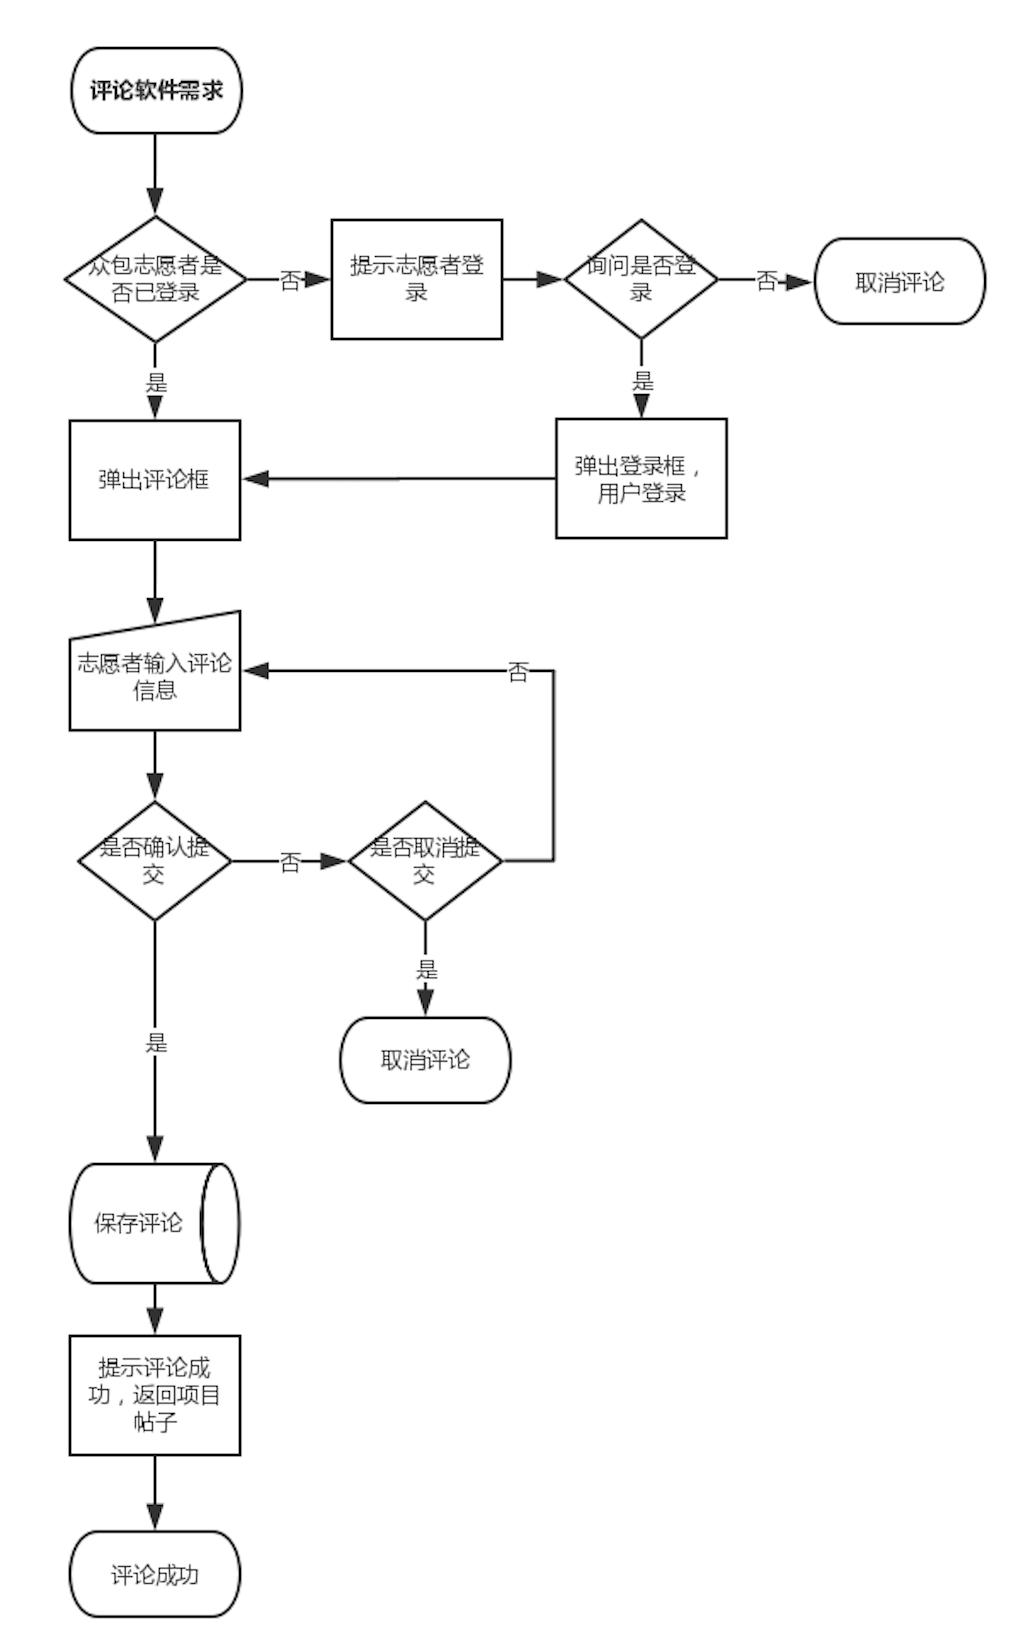 评论软件需求
众包志愿者是
否已登录
否
提示志愿者登
录
询问是否登
录
否
取消评论
是
是
弹出评论框
弹出登录框，
用户登录
志愿者输入评论
信息
否
是否确认提
交
否
是否取消提
交
是
取消评论
是
保存评论
提示评论成
功，返回项目
帖子
评论成功